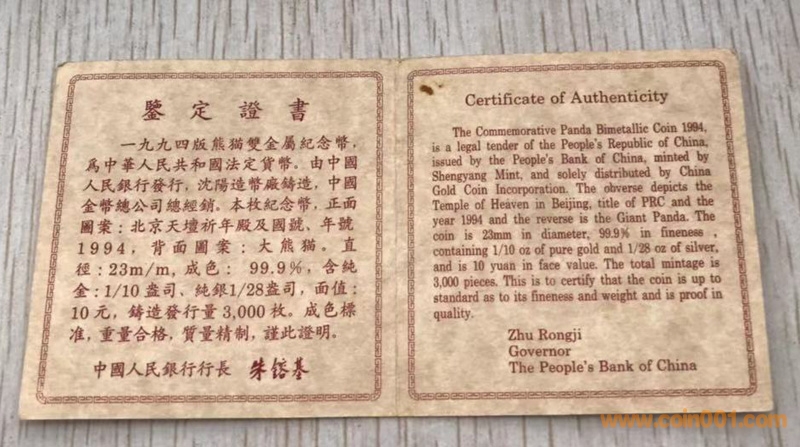 鑒定證書
一九九四版熊猫雙金屬紀念幣，
爲中華人民共和國法定貨幣。由中國
人民銀行發行，沈陽造幣廠鑄造，中國
金幣總公司總經銷。本枚紀念幣，正面
圖案：北京天壇祈年殿及國號、年號
1994，背面圖案：大熊猫。直
徑：23m/m，成色：99.9%，含純
金：1/10盎司、純銀1/28盎司，面值：
10元，鑄造發行量3,000枚。成色標
准，重量合格，質量精制，謹此證明。
中國人民銀行行長 朱鎔基
Certificate of Authenticity
The Commemorative Panda Bimetallic Coin 1994,
is a legal tender of the People's Republic of China,
issued by the People's Bank of China, minted by
Shengyang Mint, and solely distributed by China
Gold Coin Incorporation. The obverse depicts the
Temple of Heaven in Beijing, title of PRC and the
year 1994 and the reverse is the Giant Panda. The
coin is 23mm in diameter, 99.9% in fineness ,
containing 1/10 oz of pure gold and 1/28 oz of silver,
and is 10 yuan in face value. The total mintage is
3,000 pieces. This is to certify that the coin is up to
standard as to its fineness and weight and is proof in
quality.
Zhu Rongji
Governor
The People's Bank of China
www.coin001.com